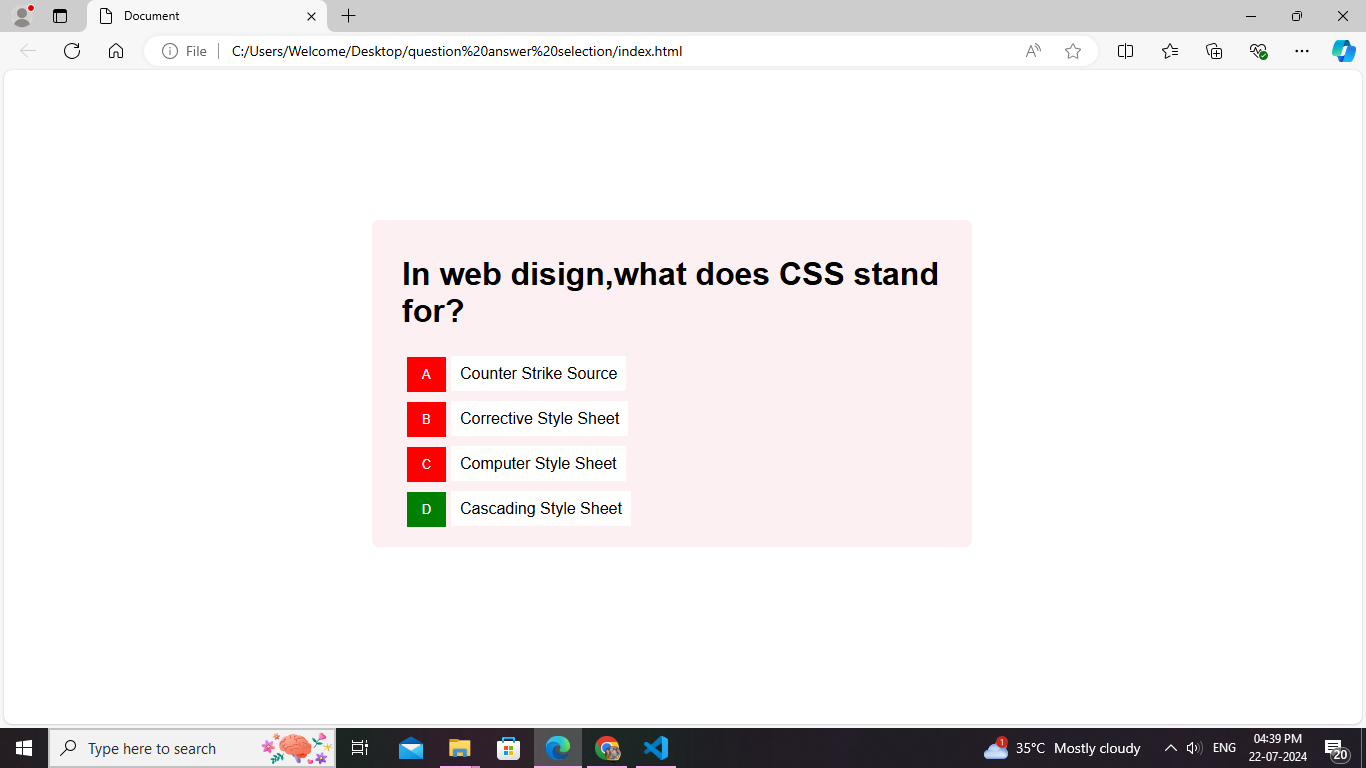 Document
File
C:/Users/Welcome/Desktop/question%20answer%20selection/index.html
In web disign,what does CSS stand
for?
A Counter Strike Source
B Corrective Style Sheet
C Computer Style Sheet
D Cascading Style Sheet
Type here to search
1
35°C Mostly cloudy
ENG
04:39 PM
22-07-2024
20